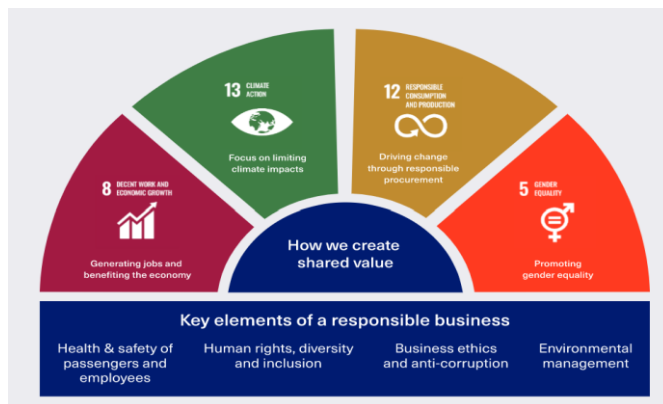 13 CLIMATE
ACTION
Focus on limiting
climate impacts
12 RESPONSIBLE
CONSUMPTION
AND PRODUCTION
Driving change
through responsible
procurement
8 DECENT WORK AND
ECONOMIC GROWTH
Generating jobs and
benefiting the economy
5 GENDER
EQUALITY
Promoting
gender equality
How we create
shared value
Key elements of a responsible business
Health & safety of
passengers and
employees
Human rights, diversity
and inclusion
Business ethics
and anti-corruption
Environmental
management